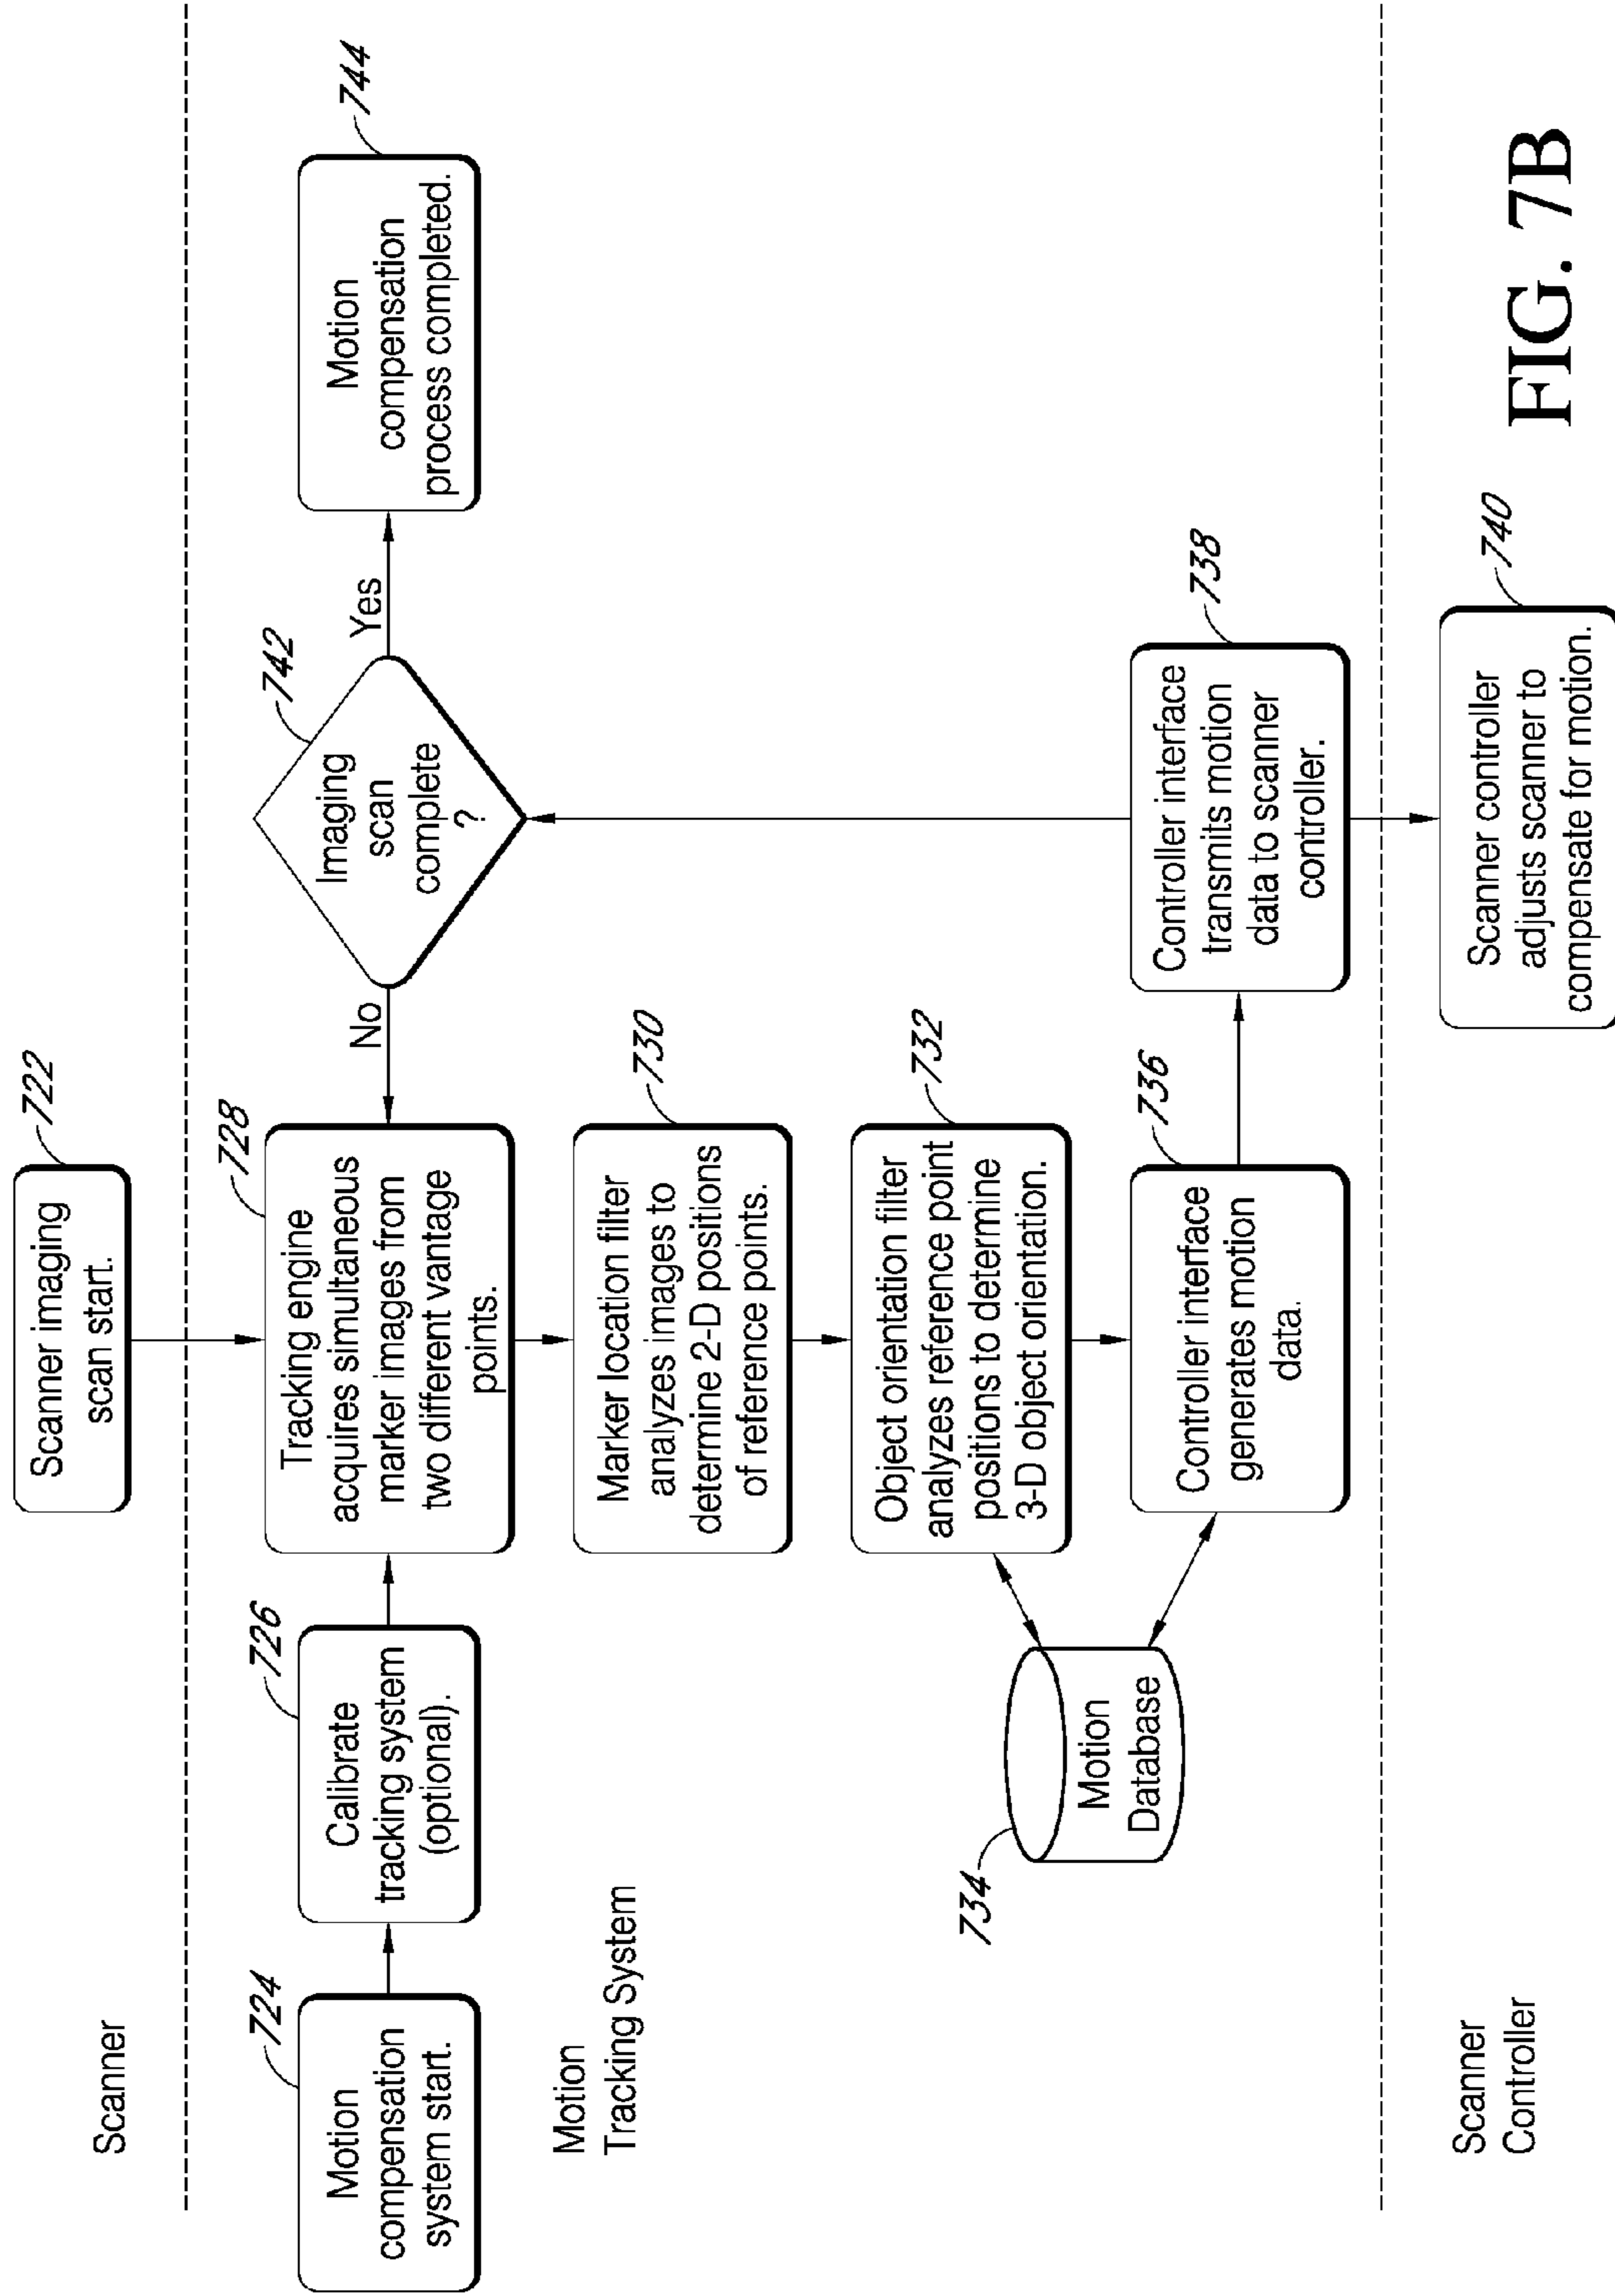 Scanner
Scanner imaging
scan start.
722
724
Motion
compensation
system start.
726
Calibrate
tracking system
(optional).
728
Tracking engine
acquires simultaneous
marker images from
two different vantage
points.
No
742
Imaging
scan
complete
?
Yes
744
Motion
compensation
process completed.
Motion
Tracking System
730
Marker location filter
analyzes images to
determine 2-D positions
of reference points.
732
Object orientation filter
analyzes reference point
positions to determine
3-D object orientation.
734
Motion
Database
736
Controller interface
generates motion
data.
738
Controller interface
transmits motion
data to scanner
controller.
Scanner
Controller
740
Scanner controller
adjusts scanner to
compensate for motion.
FIG. 7B